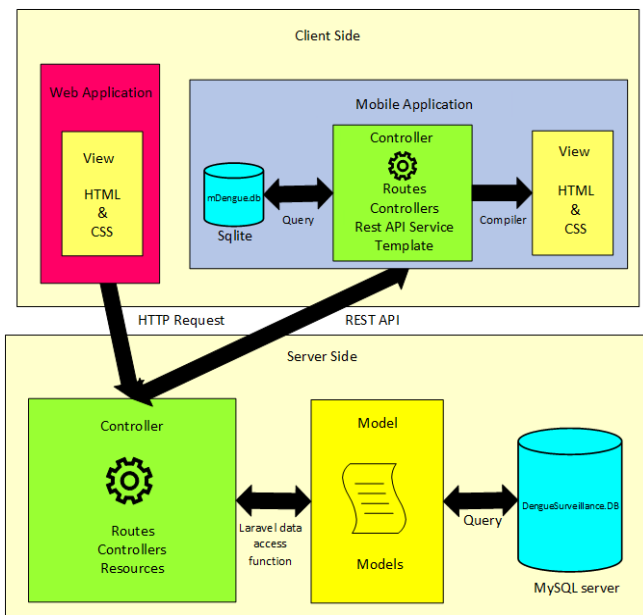 Client Side
Web Application
View
HTML
&
CSS
Mobile Application
mDengue.db
Sqlite
Query
Controller
Routes
Controllers
Rest API Service
Template
Compiler
View
HTML
&
CSS
HTTP Request
REST API
Server Side
Controller
Routes
Controllers
Resources
Laravel data
access
function
Model
Models
Query
DengueSurveillance.DB
MySQL server